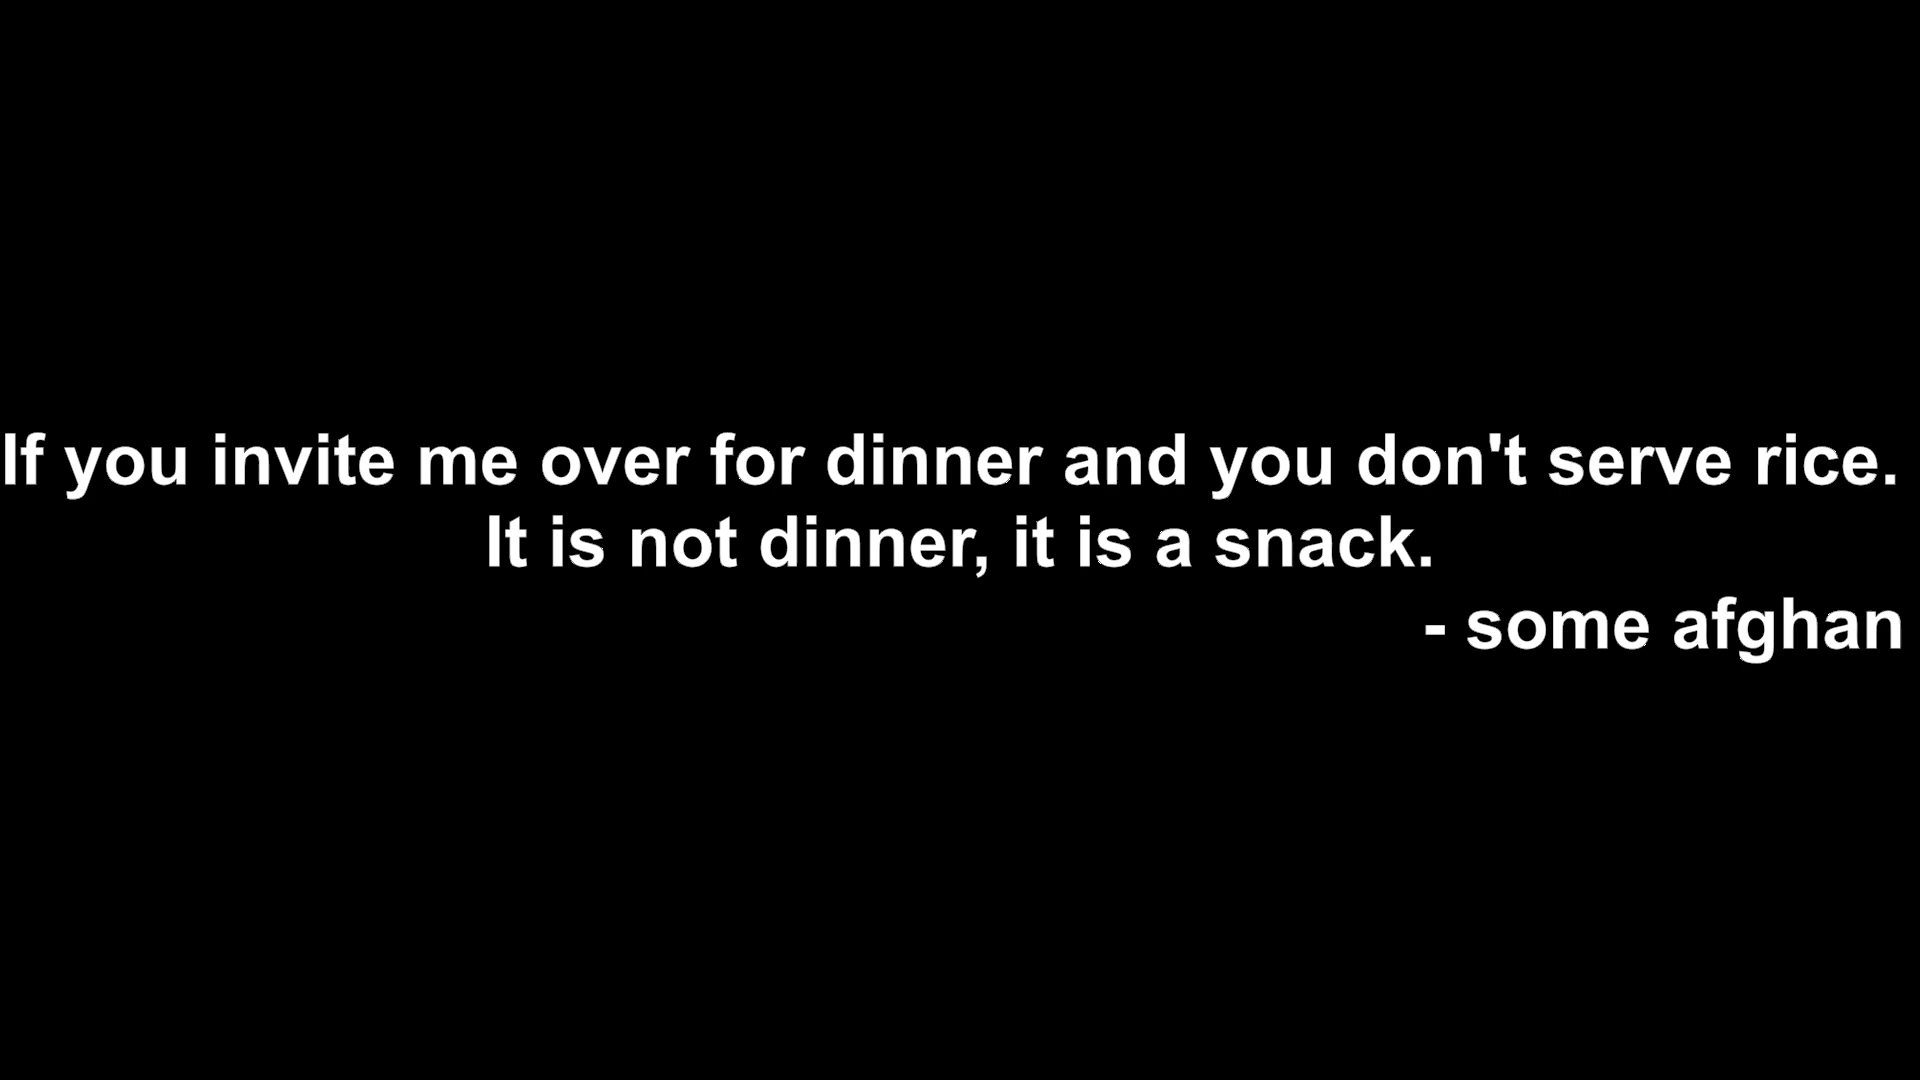 If you invite me over for dinner and you don't serve rice.
It is not dinner, it is a snack.
- some afghan